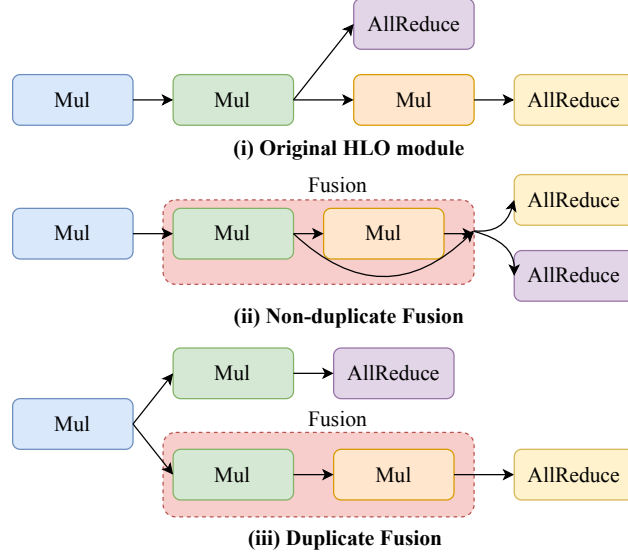 AllReduce
Mul
Mul
Mul
AllReduce
(i) Original HLO module
Fusion
Mul
Mul
Mul
AllReduce
AllReduce
(ii) Non-duplicate Fusion
Mul
AllReduce
Mul
Fusion
Mul
Mul
AllReduce
(iii) Duplicate Fusion